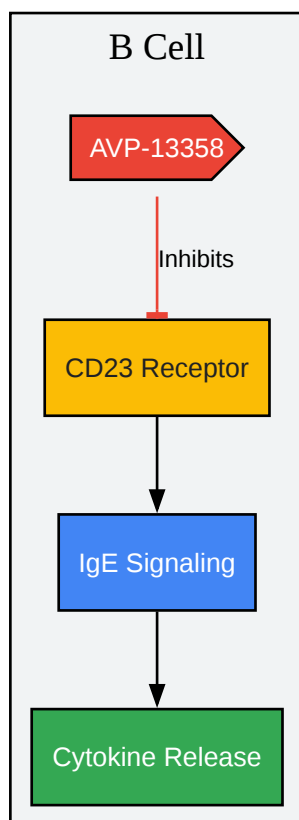 B Cell
AVP-13358
Inhibits
CD23 Receptor
IgE Signaling
Cytokine Release